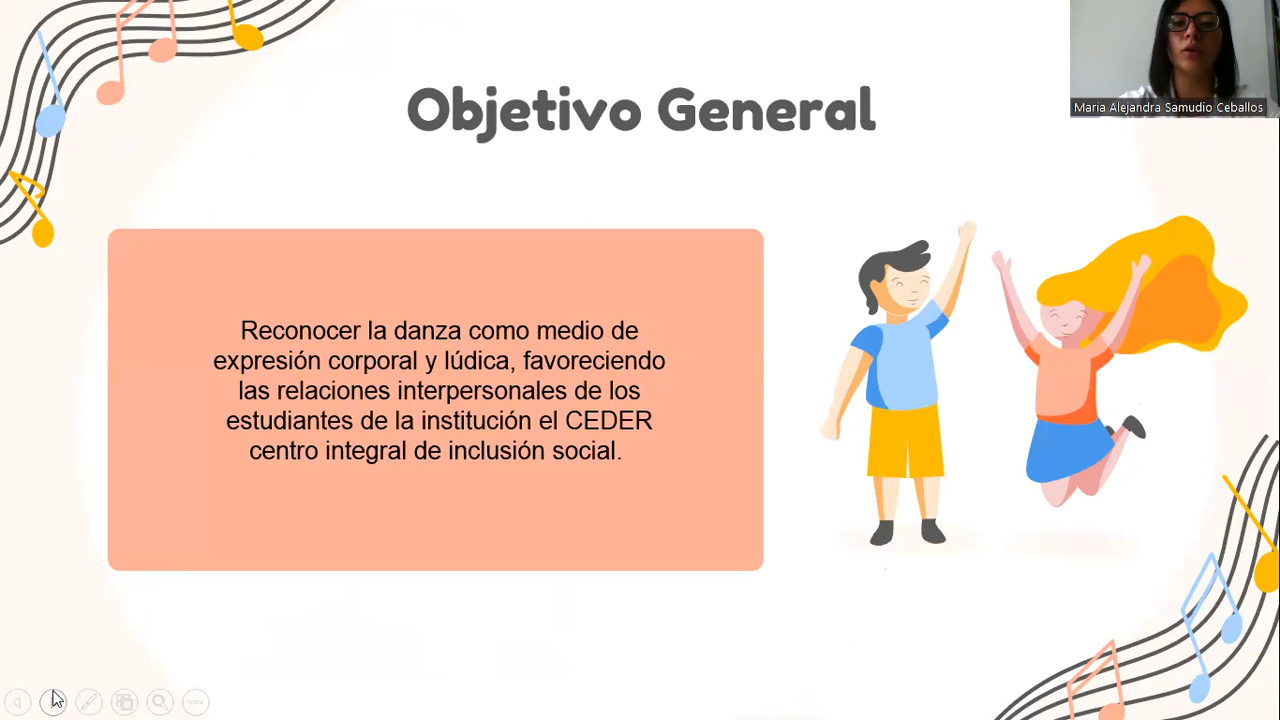 Objetivo General
Maria Alejandra Samudio Ceballos
Reconocer la danza como medio de
expresión corporal y lúdica, favoreciendo
las relaciones interpersonales de los
estudiantes de la institución el CEDER
centro integral de inclusión social.